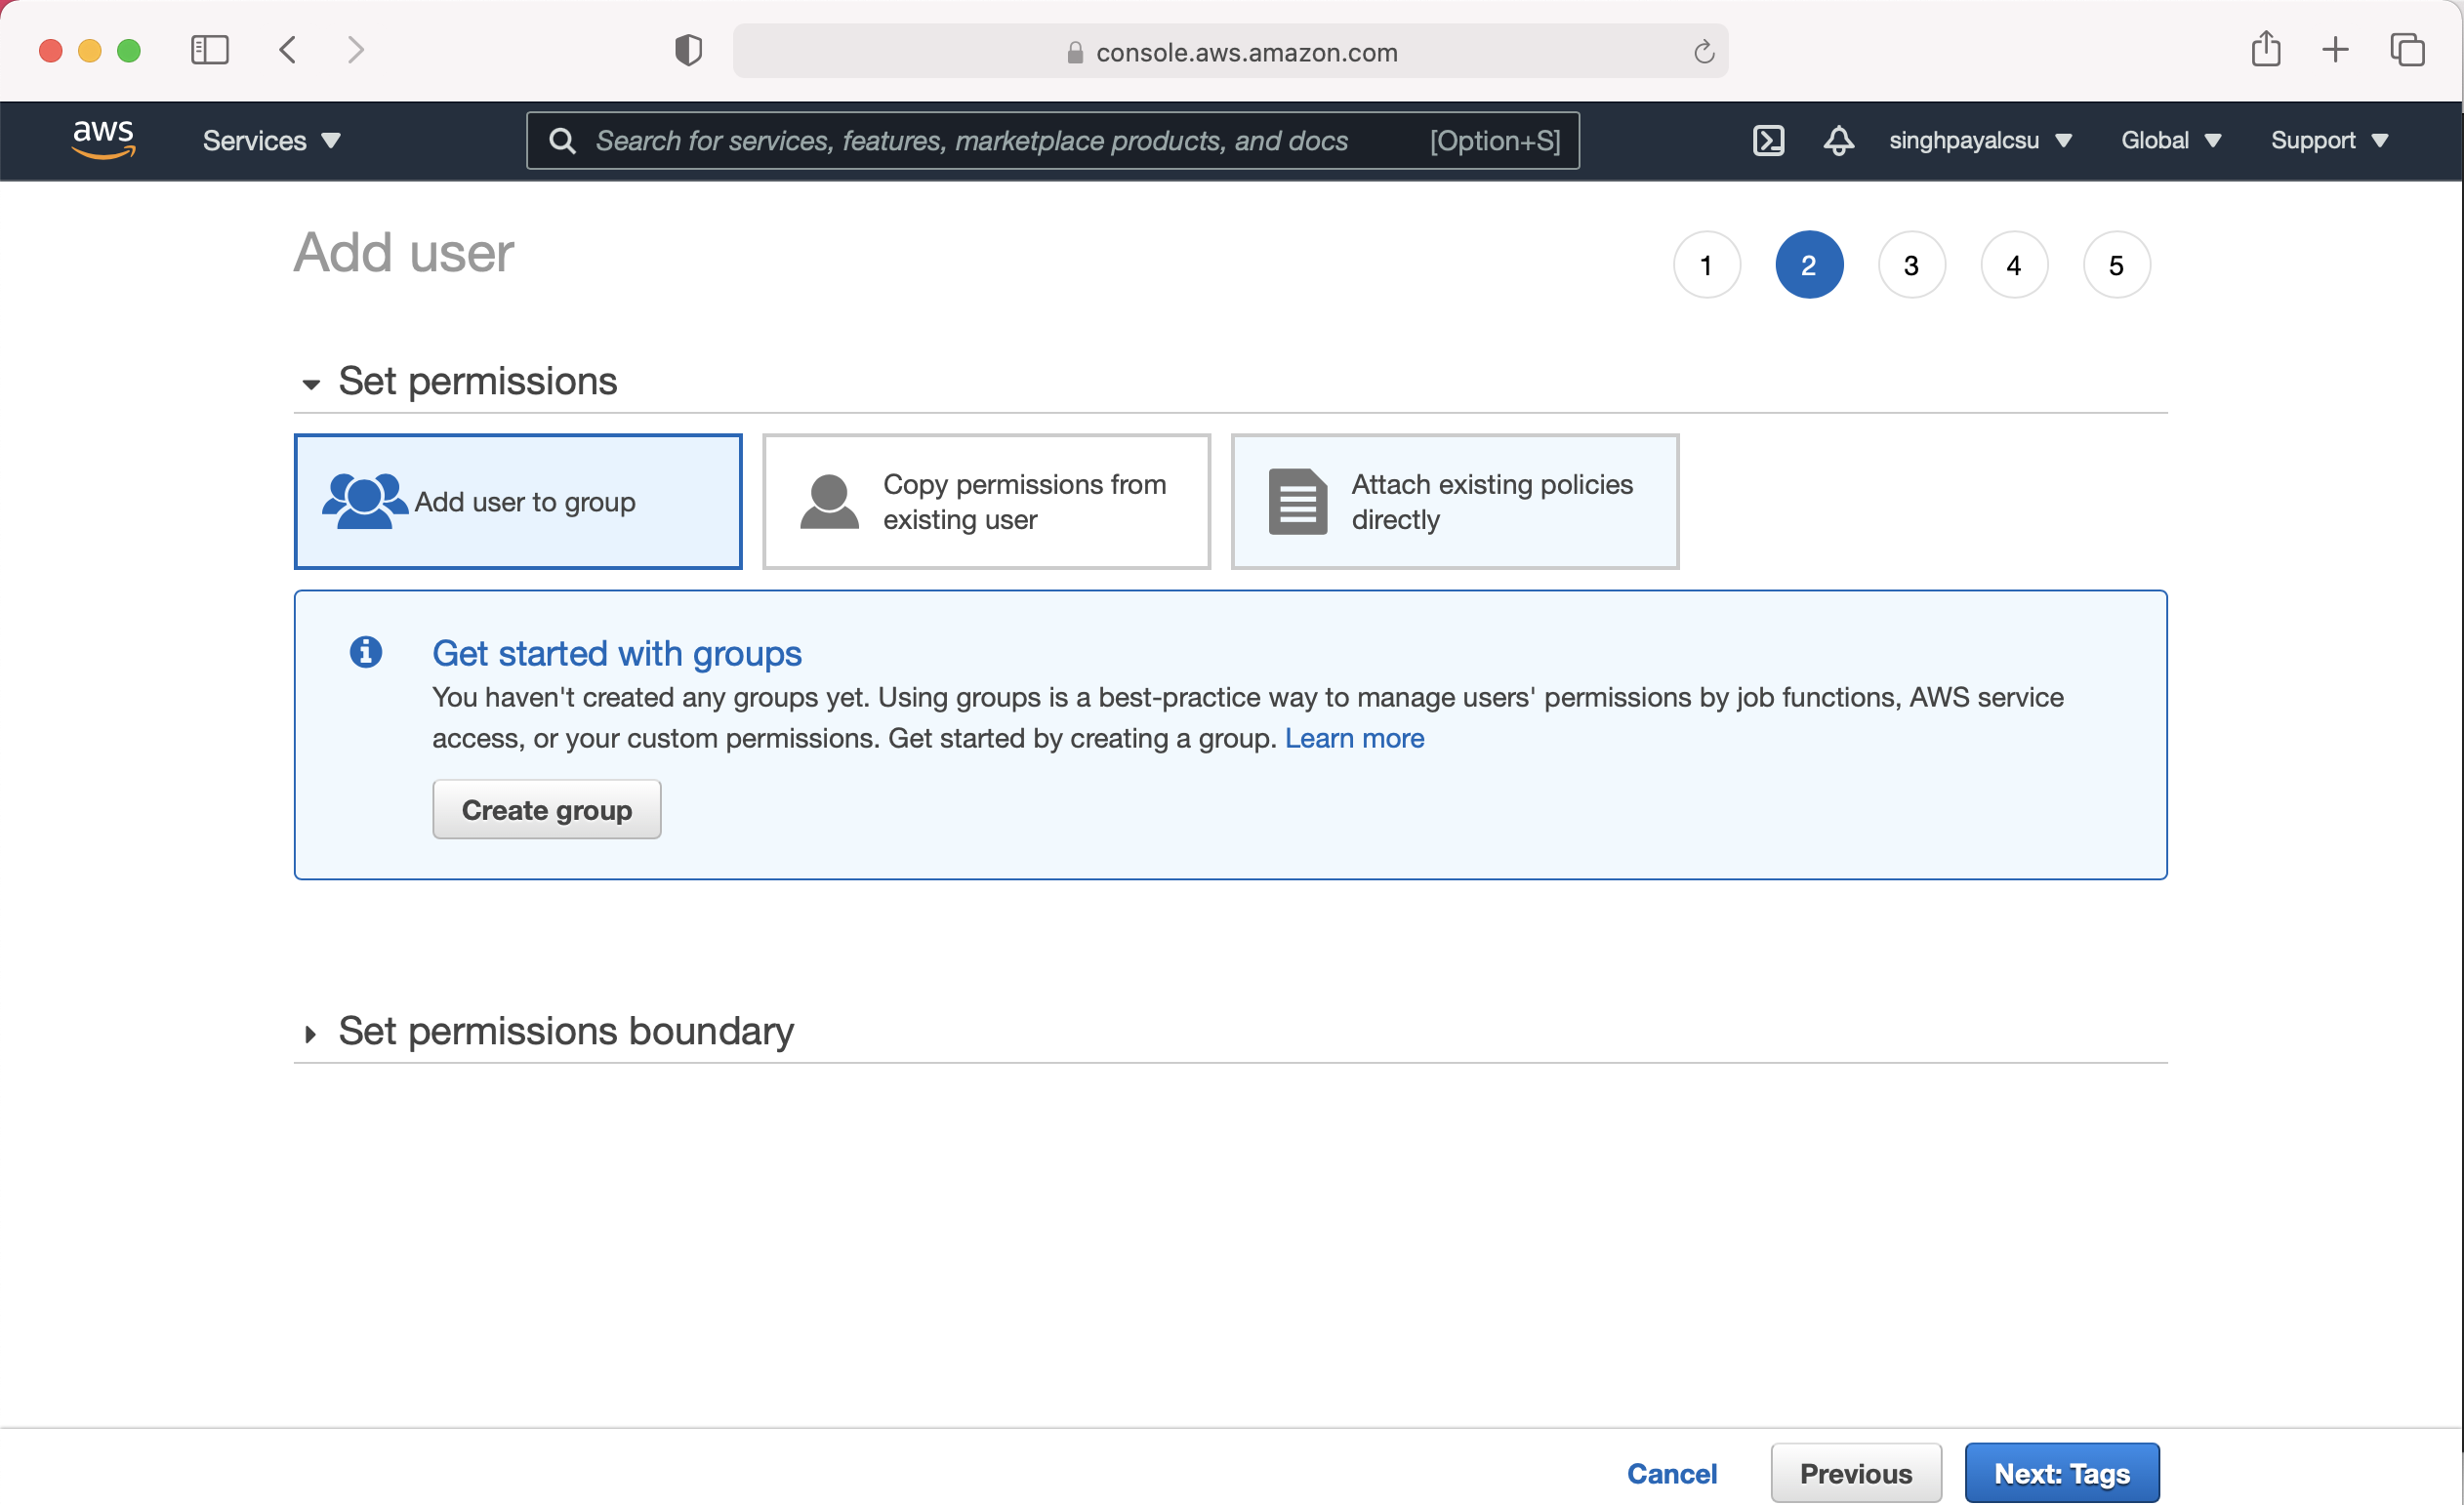 console.aws.amazon.com
aws
Services
Search for services, features, marketplace products, and docs
[Option+S]
singhpayalcsu
Global
Support
Add user
1
2
3
4
5
Set permissions
Add user to group
Copy permissions from
existing user
Attach existing policies
directly
Get started with groups
You haven't created any groups yet. Using groups is a best-practice way to manage users' permissions by job functions, AWS service
access, or your custom permissions. Get started by creating a group. Learn more
Create group
Set permissions boundary
Cancel
Previous
Next: Tags